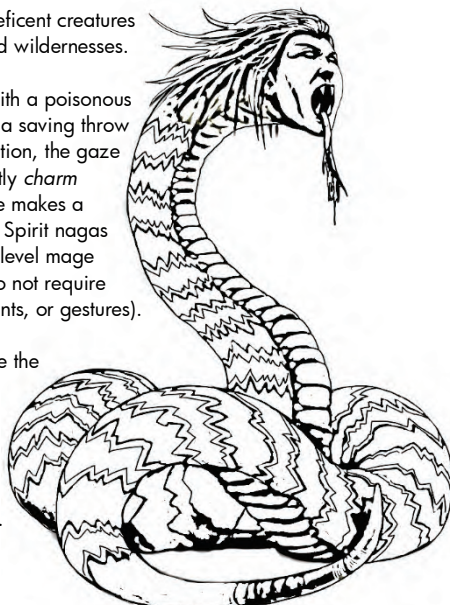 eficent creatures
d wildernesses.
ith a poisonous
a saving throw
tion, the gaze
tly charm
e makes a
Spirit nagas
level mage
o not require
nts, or gestures).
e the
.